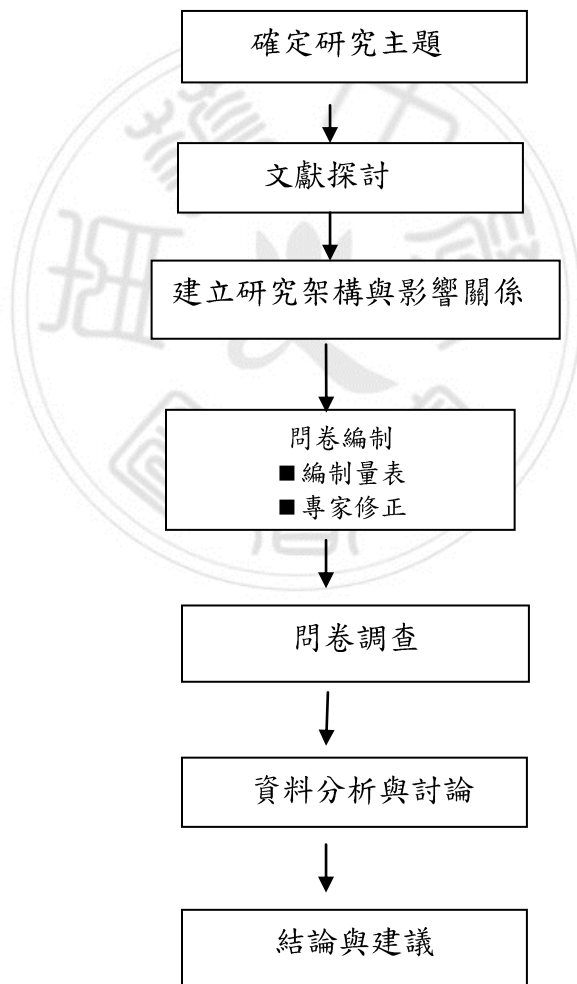 確定研究主題
文獻探討
建立研究架構與影響關係
問卷編制
■ 編制量表
■ 專家修正
問卷調查
資料分析與討論
結論與建議